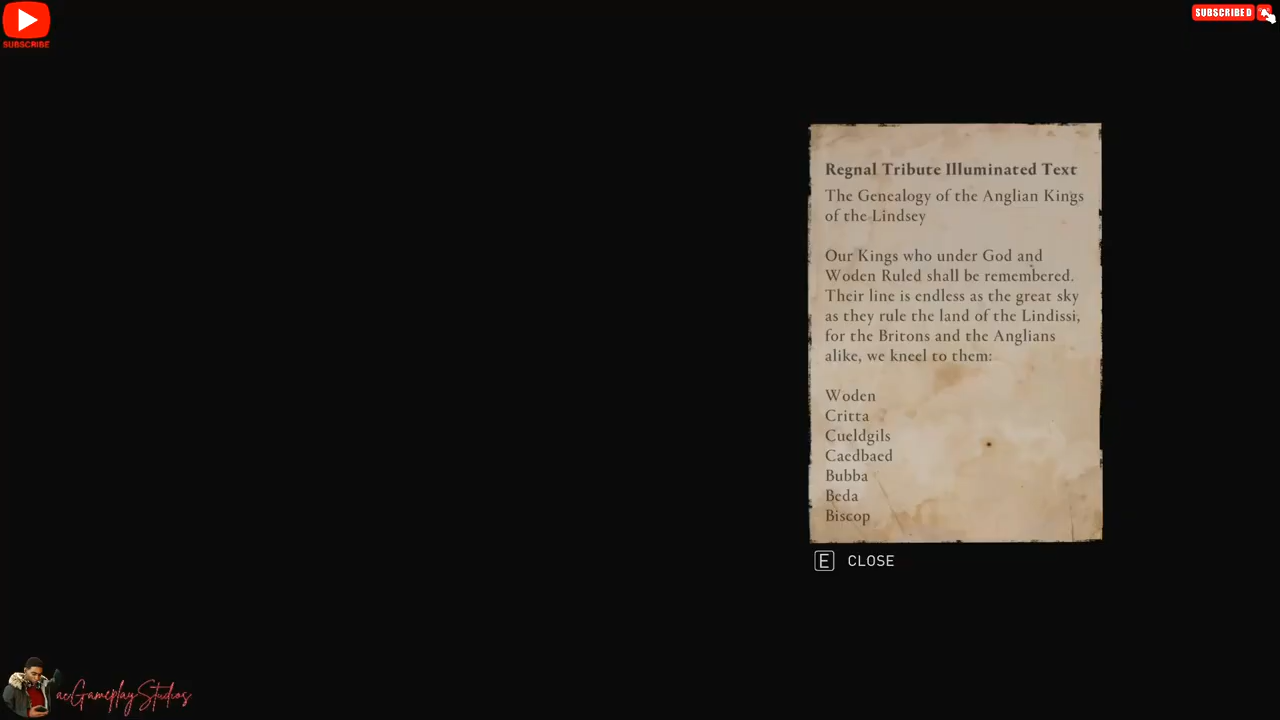 SUBSCRIBE
SUBSCRIBED
Regnal Tribute Illuminated Text
The Genealogy of the Anglian Kings
of the Lindsey
Our Kings who under God and
Woden Ruled shall be remembered.
Their line is endless as the great sky
as they rule the land of the Lindissi,
for the Britons and the Anglians
alike, we kneel to them:
Woden
Critta
Cueldgils
Caedbaed
Bubba
Beda
Biscop
E CLOSE
acGameplayStudios